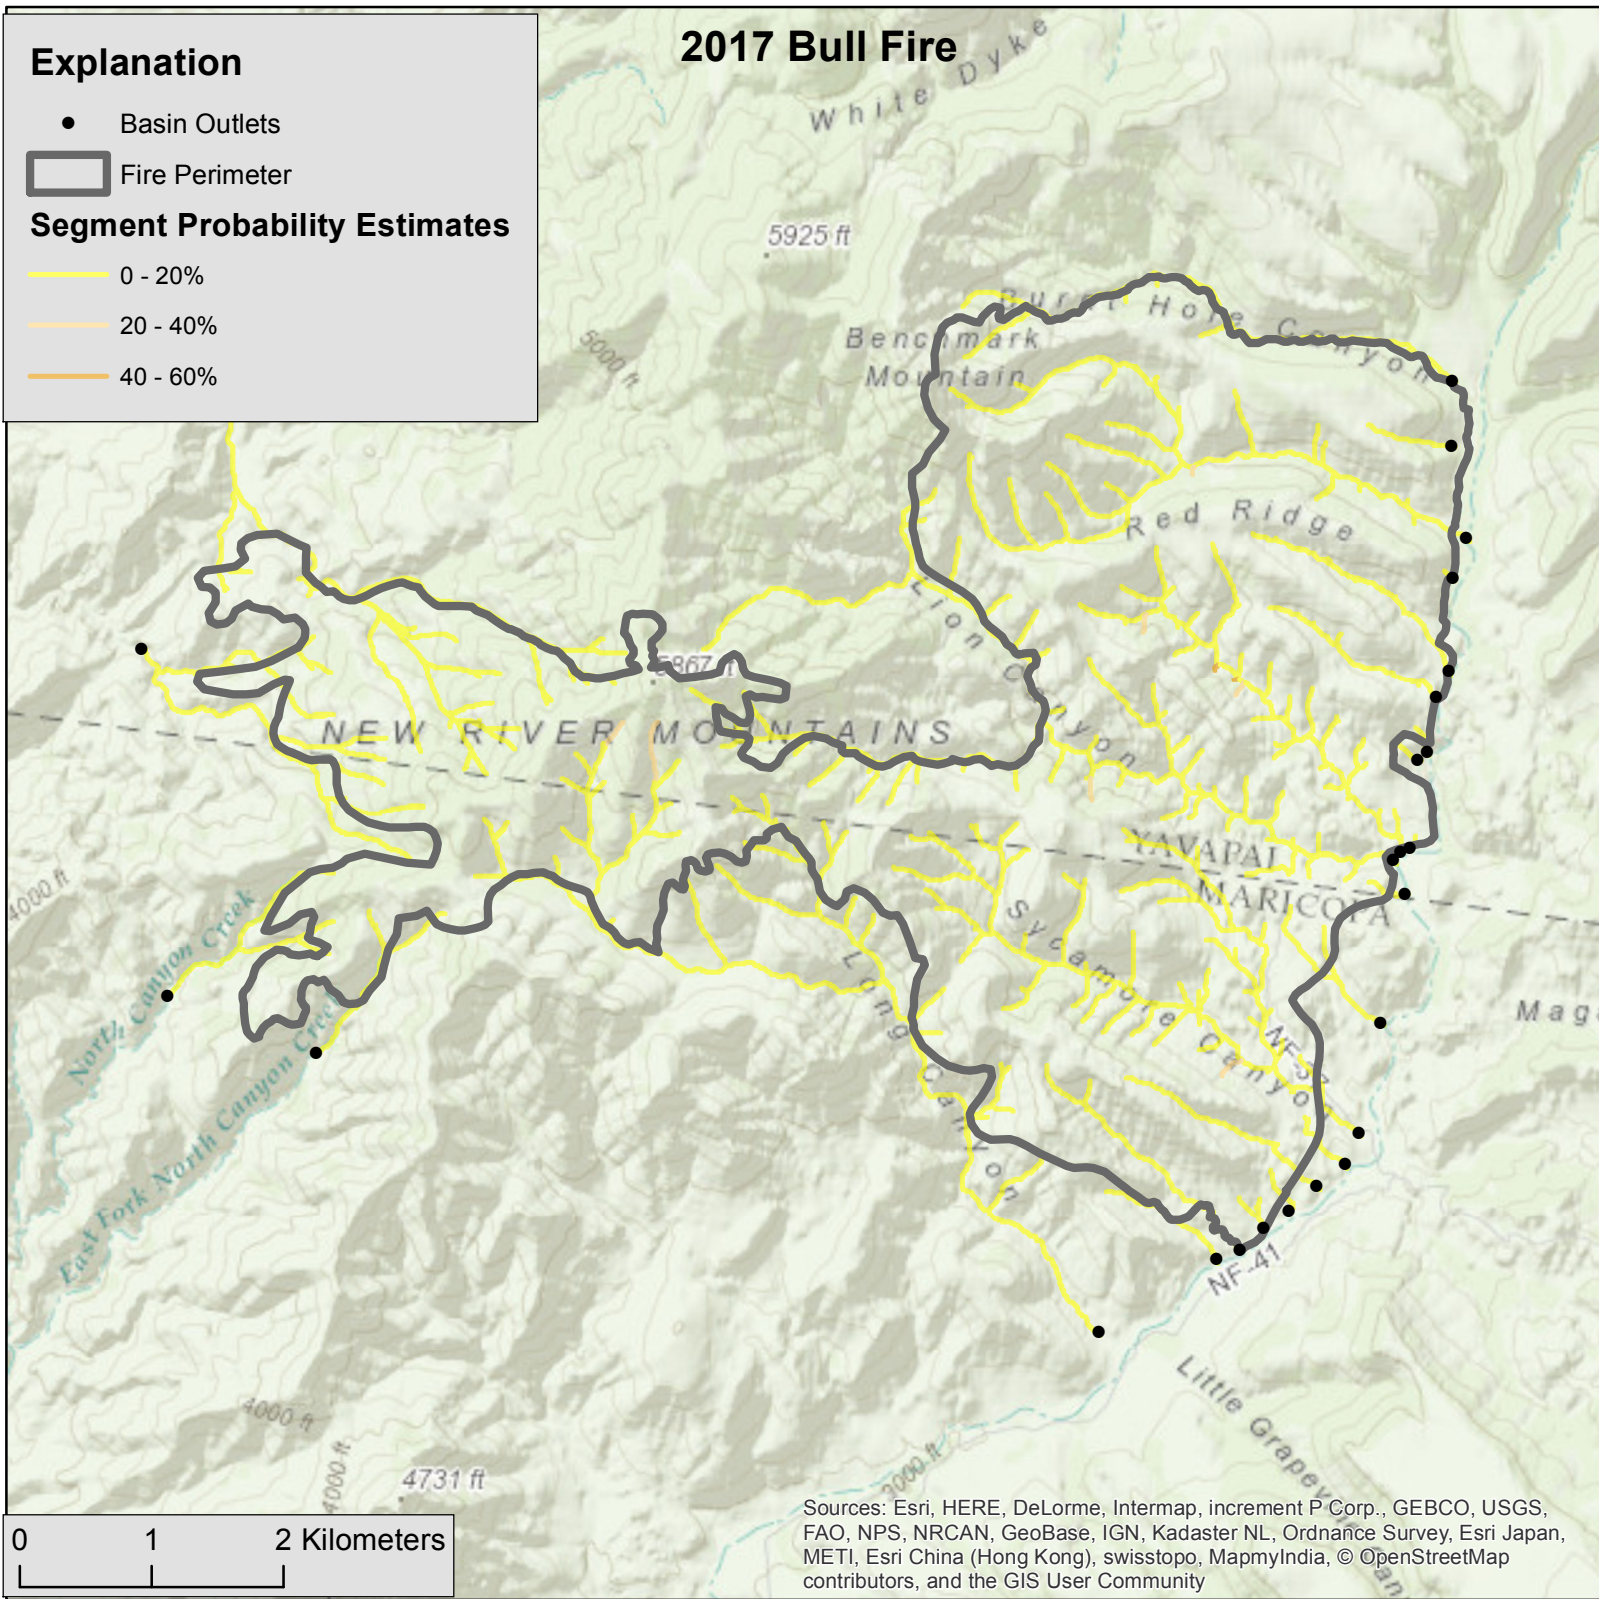 2017 Bull Fire
Explanation
Basin Outlets
Fire Perimeter
Segment Probability Estimates
0 - 20%
20 - 40%
40 - 60%
White Dyke
5925 ft
5000 ft
Burnt Hole Canyon
Benchmark
Mountain
Red Ridge
Lion Canyon
5867 ft
NEW RIVER MOUNTAINS
YAVAPAI
MARICOPA
4000 ft
North Canyon Creek
East Fork North Canyon Creek
Sycamore Canyon
Long Canyon
NF-37
Mag
NF-41
Little Grapevine
4000 ft
4000 ft
4731 ft
3000 ft
0 1 2 Kilometers
Sources: Esri, HERE, DeLorme, Intermap, increment P Corp., GEBCO, USGS,
FAO, NPS, NRCAN, GeoBase, IGN, Kadaster NL, Ordnance Survey, Esri Japan,
METI, Esri China (Hong Kong), swisstopo, MapmyIndia, © OpenStreetMap
contributors, and the GIS User Community